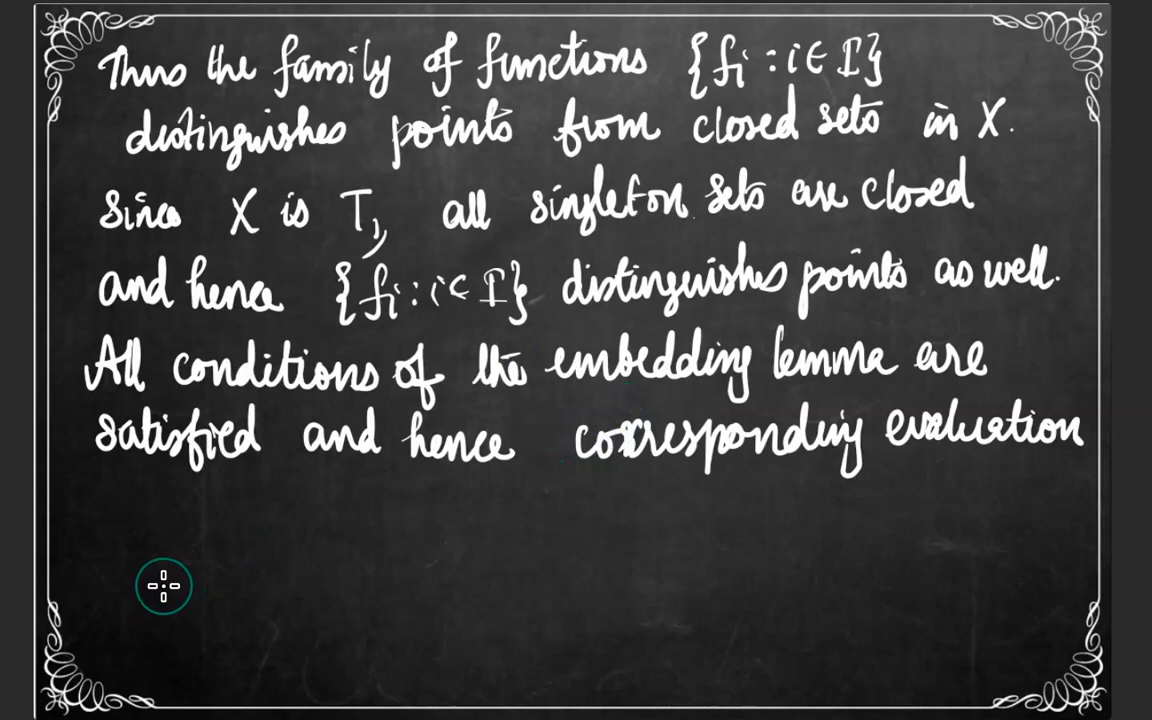 Thus the family of functions {fi : i ∈ I}
distinguishes points from closed sets in X.
Since X is T₁, all singleton sets are closed
and hence {fi : i ∈ I} distinguishes points as well.
All conditions of the embedding lemma are
satisfied and hence corresponding evaluation